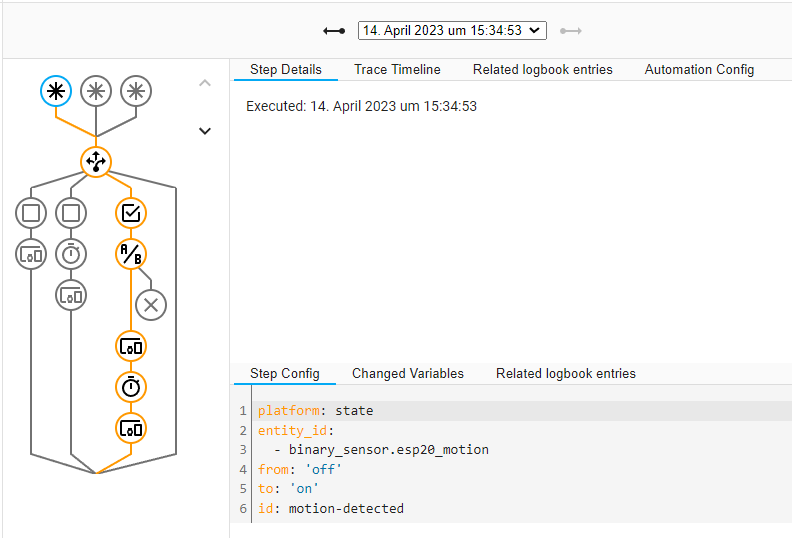 14. April 2023 um 15:34:53
Step Details Trace Timeline Related logbook entries Automation Config
Executed: 14. April 2023 um 15:34:53
A/B
Step Config Changed Variables Related logbook entries
1 platform: state
2 entity_id:
3 - binary_sensor.esp20_motion
4 from: 'off'
5 to: 'on'
6 id: motion-detected